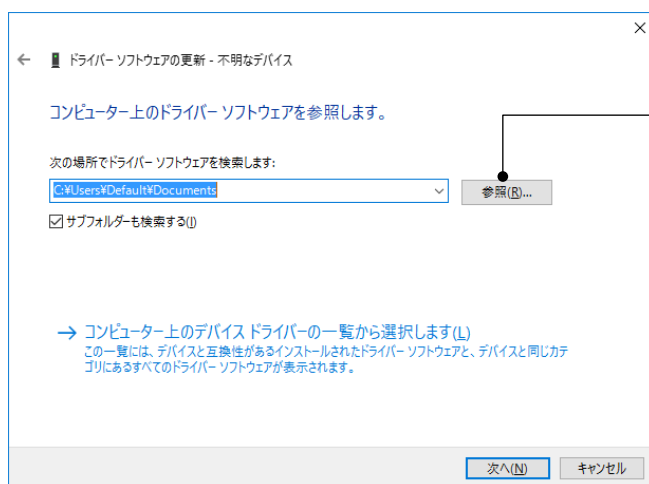 ドライバー ソフトウェアの更新 - 不明なデバイス
コンピューター上のドライバー ソフトウェアを参照します。
次の場所でドライバー ソフトウェアを検索します:
C:¥Users¥Default¥Documents
参照(R)...
サブフォルダーも検索する(I)
コンピューター上のデバイス ドライバーの一覧から選択します(L)
この一覧には、デバイスと互換性があるインストールされたドライバー ソフトウェアと、デバイスと同じカテ
ゴリにあるすべてのドライバー ソフトウェアが表示されます。
次へ(N)
キャンセル